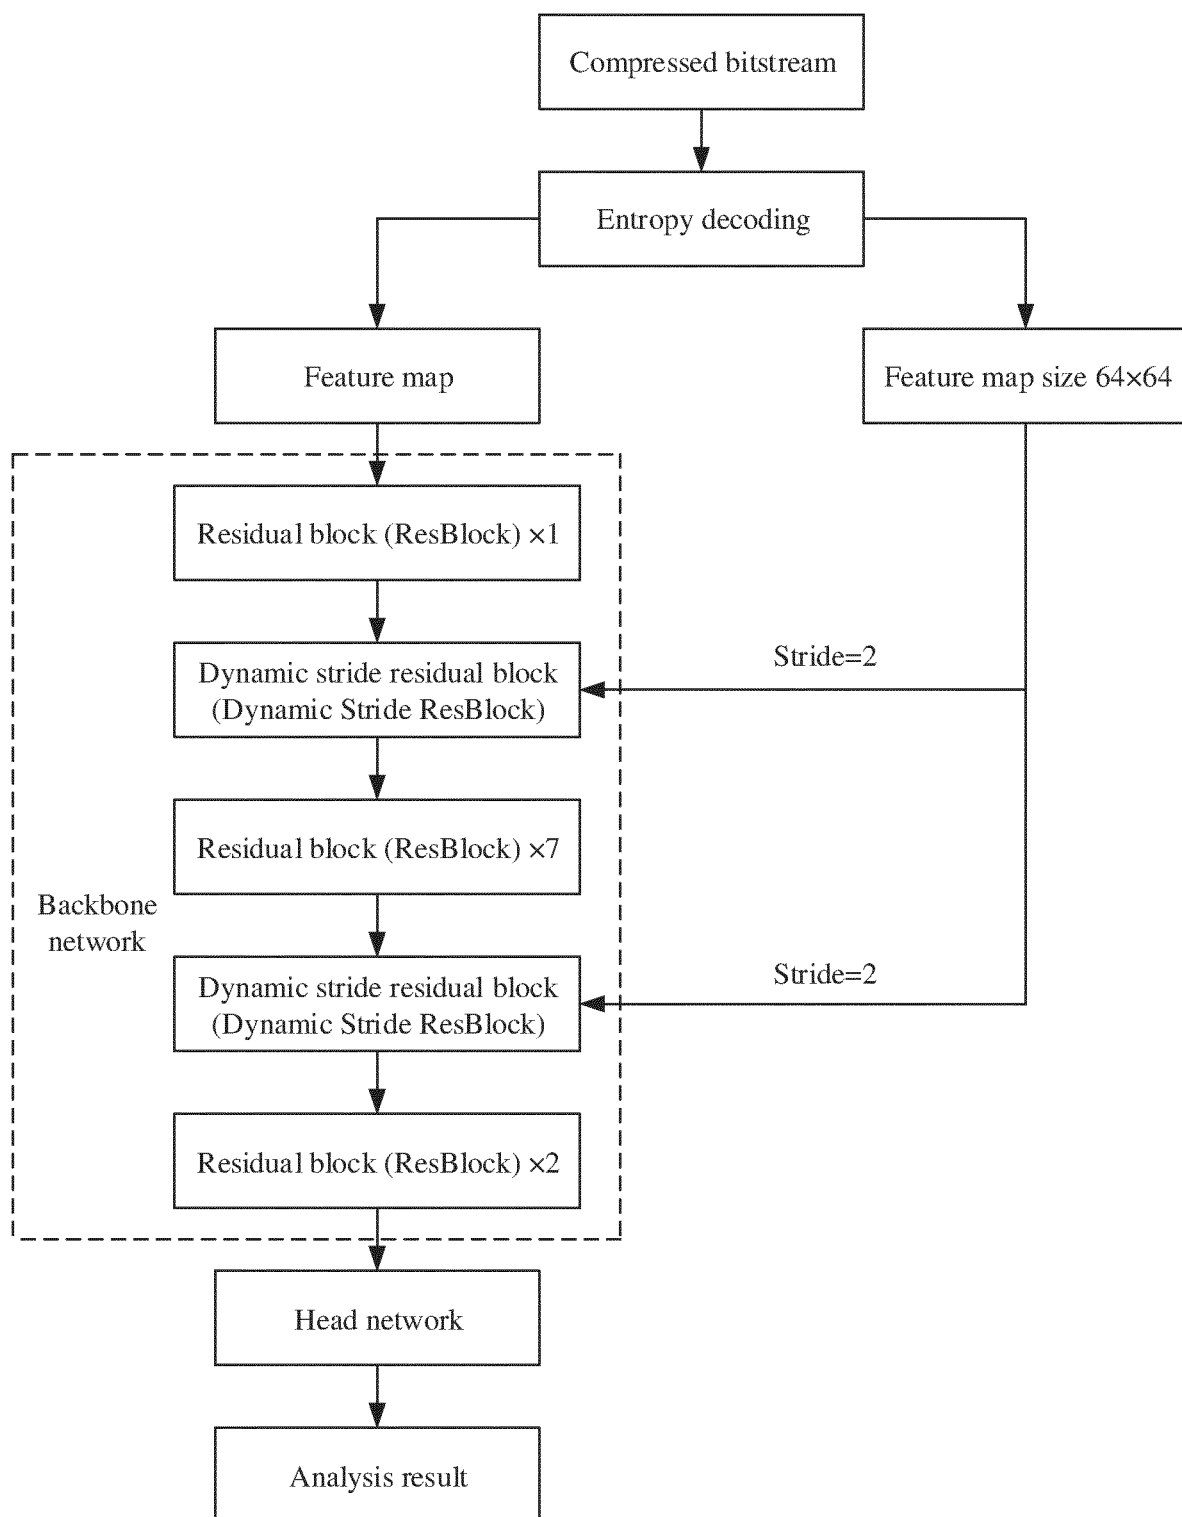 Compressed bitstream
Entropy decoding
Feature map
Feature map size 64×64
Residual block (ResBlock) ×1
Dynamic stride residual block
(Dynamic Stride ResBlock)
Stride=2
Residual block (ResBlock) ×7
Backbone
network
Dynamic stride residual block
(Dynamic Stride ResBlock)
Stride=2
Residual block (ResBlock) ×2
Head network
Analysis result